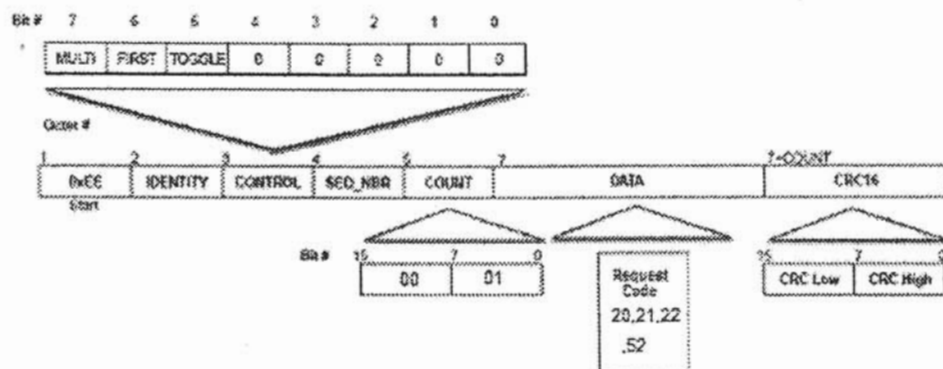 Bit # 7 6 5 4 3 2 1 0
MULTI FIRST TOGGLE 0 0 0 0 0
Octet #
1 2 3 4 5 7 7+COUNT
0xEE IDENTITY CONTROL SEQ_NBR COUNT DATA CRC16
Start
Bit # 15 7 0 15 7 0
00 01 Request CRC Low CRC High
Code
20,21,22
,52